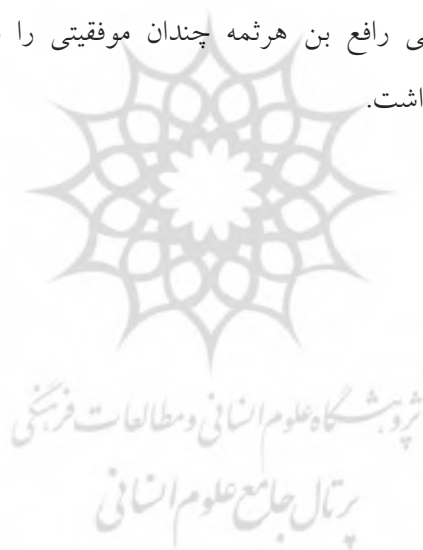 ی رافع بن هرثمه چندان موفقیتی را
اشت.
پژوهشگاه علوم انسانی و مطالعات فرهنگی
پرتال جامع علوم انسانی